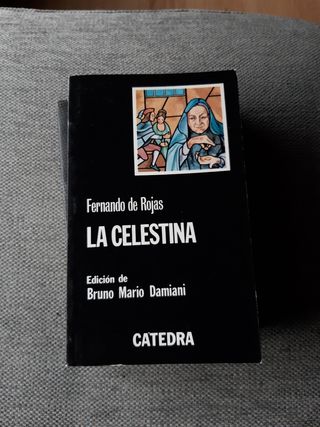 Fernando de Rojas
LA CELESTINA
Edición de
Bruno Mario Damiani
CATEDRA